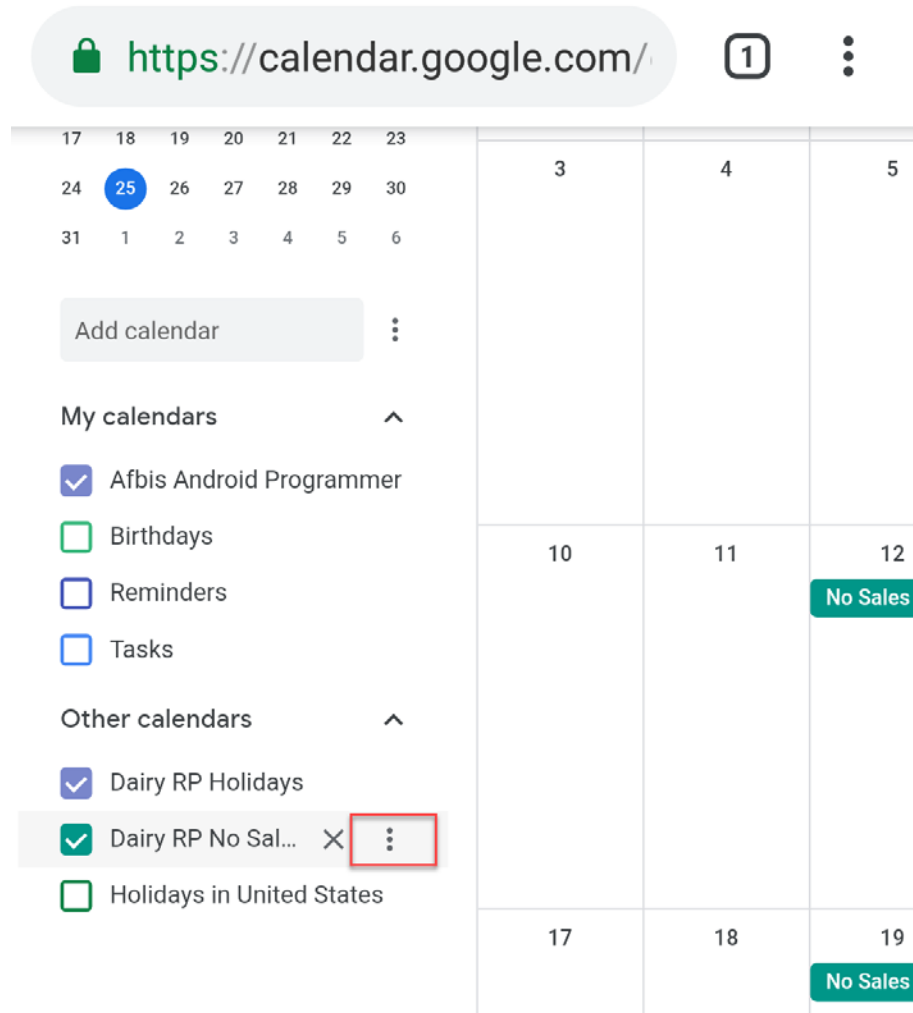 https://calendar.google.com/
1
17 18 19 20 21 22 23
24 25 26 27 28 29 30
31 1 2 3 4 5 6
Add calendar
My calendars
Afbis Android Programmer
Birthdays
Reminders
Tasks
Other calendars
Dairy RP Holidays
Dairy RP No Sal...
Holidays in United States
3 4 5
10 11 12
No Sales
17 18 19
No Sales